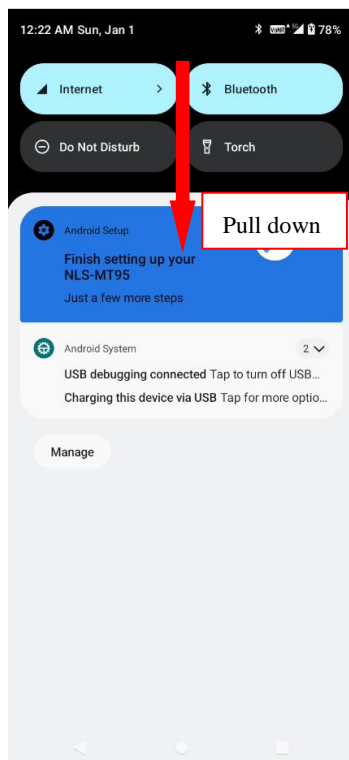 12:22 AM Sun, Jan 1 VoNR 5G 78%
Internet Bluetooth
Do Not Disturb Torch
Pull down
Android Setup
Finish setting up your
NLS-MT95
Just a few more steps
Android System 2
USB debugging connected Tap to turn off USB...
Charging this device via USB Tap for more optio...
Manage